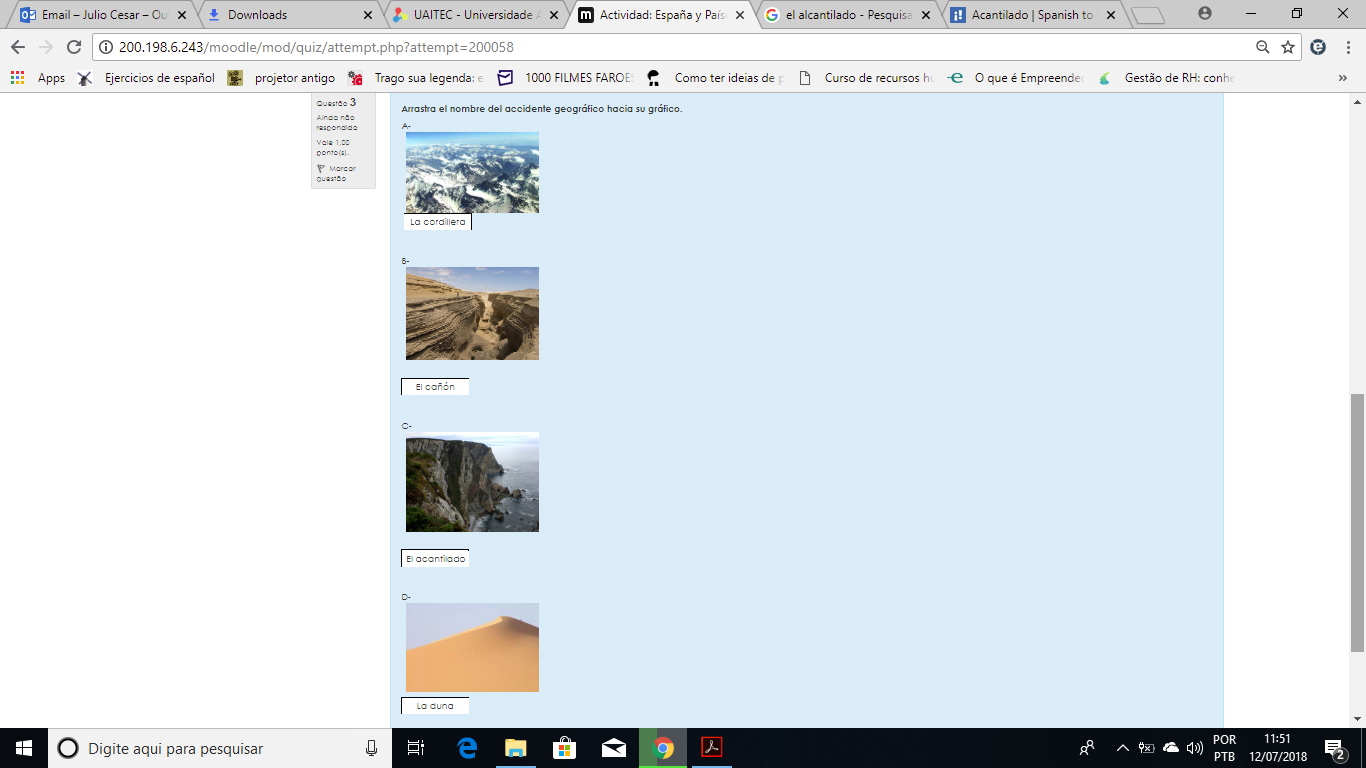 Email – Julio Cesar – Ou
Downloads
UAITEC - Universidade A
Actividad: España y País
el alcantilado - Pesquisa
Acantilado | Spanish to
200.198.6.243/moodle/mod/quiz/attempt.php?attempt=200058
Apps
Ejercicios de español
projetor antigo
Trago sua legenda: e
1000 FILMES FAROES
Como ter ideias de p
Curso de recursos hu
O que é Empreende
Gestão de RH: conhe
Questão 3
Ainda não
respondida
Vale 1,00
ponto(s).
Marcar
questão
Arrastra el nombre del accidente geográfico hacia su gráfico.
A-
La cordillera
B-
El cañón
C-
El acantilado
D-
La duna
Digite aqui para pesquisar
POR
PTB
11:51
12/07/2018
2